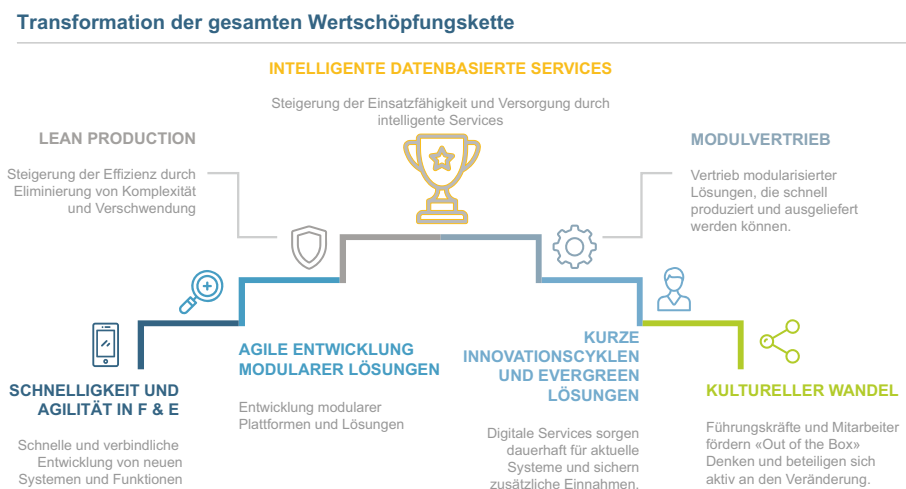 Transformation der gesamten Wertschöpfungskette
INTELLIGENTE DATENBASIERTE SERVICES
Steigerung der Einsatzfähigkeit und Versorgung durch
intelligente Services
LEAN PRODUCTION
Steigerung der Effizienz durch
Eliminierung von Komplexität
und Verschwendung
MODULVERTRIEB
Vertrieb modularisierter
Lösungen, die schnell
produziert und ausgeliefert
werden können.
SCHNELLIGKEIT UND
AGILITÄT IN F & E
Schnelle und verbindliche
Entwicklung von neuen
Systemen und Funktionen
AGILE ENTWICKLUNG
MODULARER LÖSUNGEN
Entwicklung modularer
Plattformen und Lösungen
KURZE
INNOVATIONSCYKLEN
UND EVERGREEN
LÖSUNGEN
Digitale Services sorgen
dauerhaft für aktuelle
Systeme und sichern
zusätzliche Einnahmen.
KULTURELLER WANDEL
Führungskräfte und Mitarbeiter
fördern «Out of the Box»
Denken und beteiligen sich
aktiv an den Veränderung.